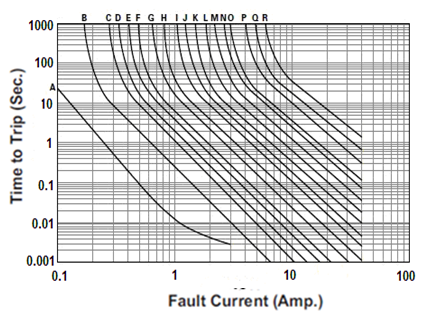 B C D E F G H I J K L M N O P Q R
1000
100
A
10
1
0.1
0.01
0.001
0.1 1 10 100
Time to Trip (Sec.)
Fault Current (Amp.)